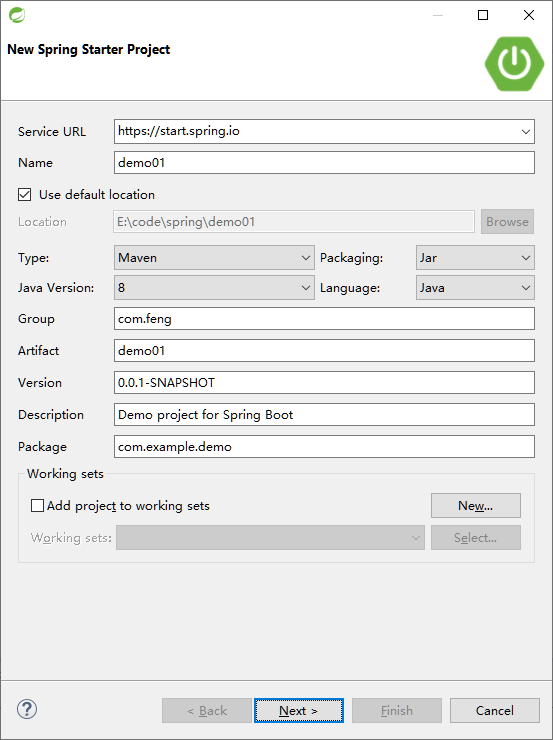 New Spring Starter Project
Service URL https://start.spring.io
Name demo01
Use default location
Location E:\code\spring\demo01 Browse
Type: Maven Packaging: Jar
Java Version: 8 Language: Java
Group com.feng
Artifact demo01
Version 0.0.1-SNAPSHOT
Description Demo project for Spring Boot
Package com.example.demo
Working sets
Add project to working sets New...
Working sets: Select...
? < Back Next > Finish Cancel